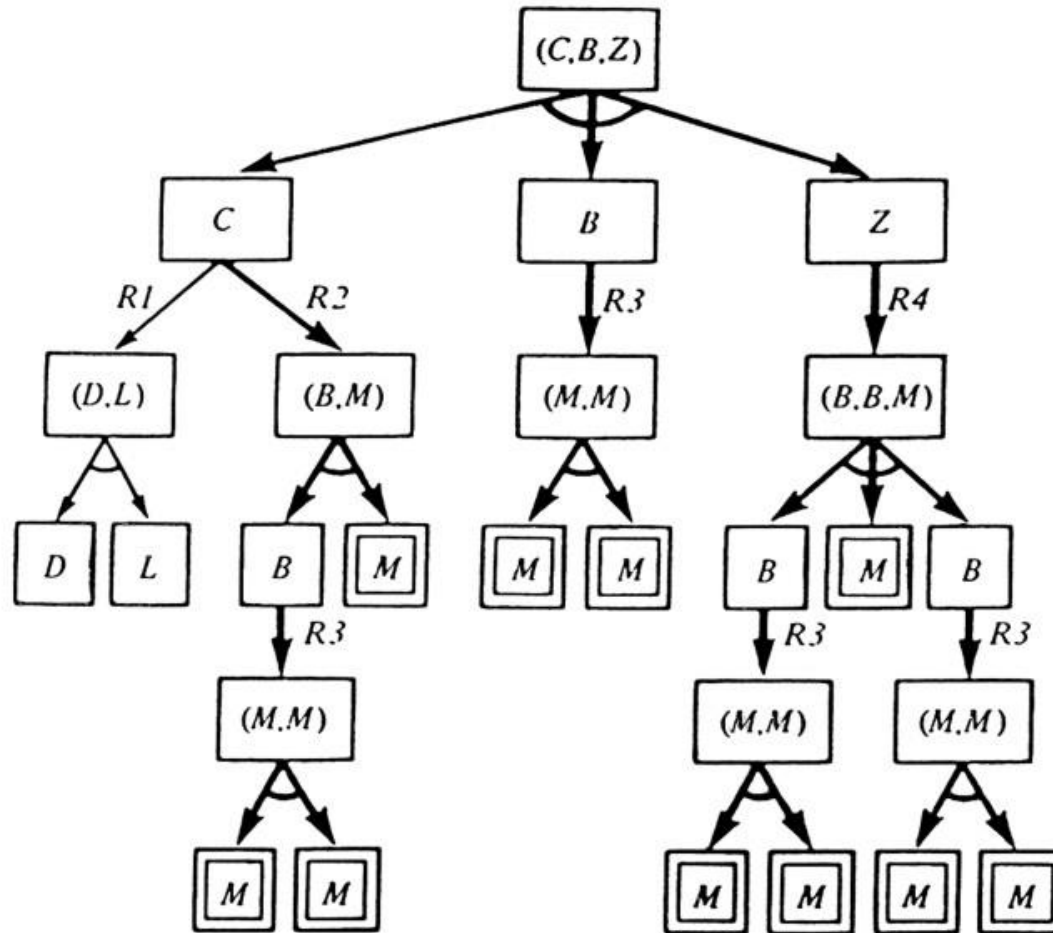 (C,B,Z)
C B Z
R1 R2 R3 R4
(D,L) (B,M) (M,M) (B,B,M)
D L B M M M B M B
R3 R3 R3
(M,M) (M,M) (M,M)
M M M M M M